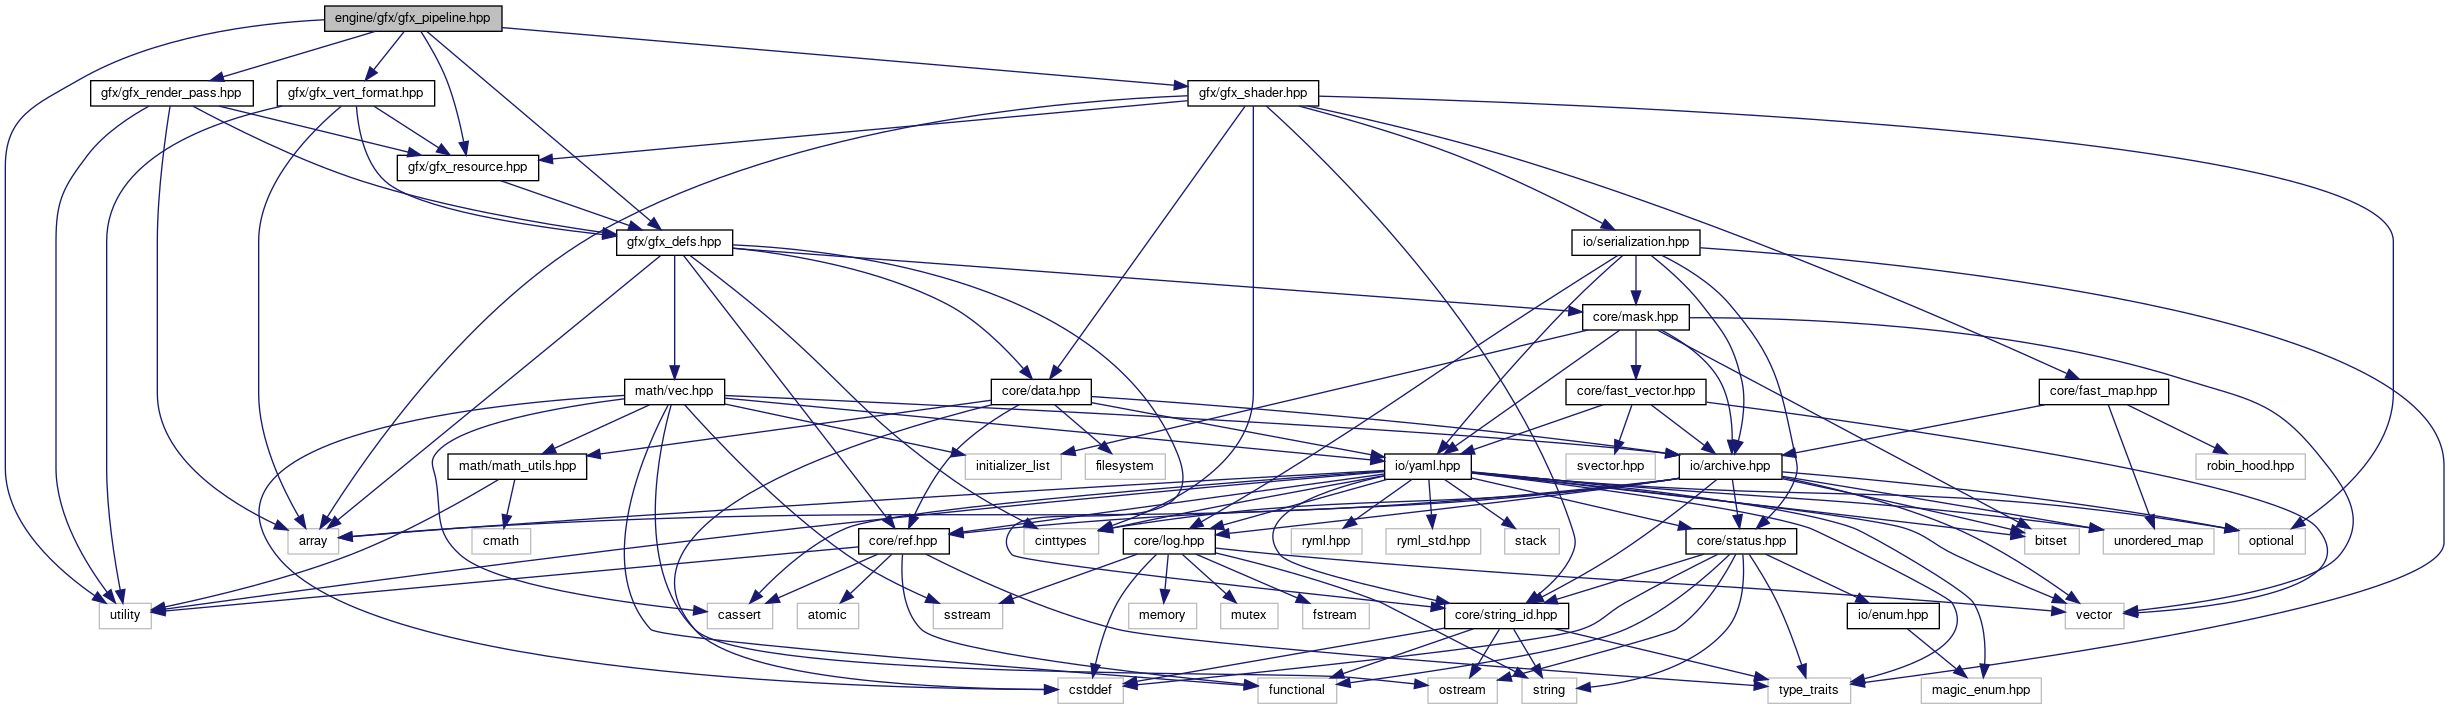 engine/gfx/gfx_pipeline.hpp
gfx/gfx_render_pass.hpp
gfx/gfx_vert_format.hpp
gfx/gfx_shader.hpp
gfx/gfx_resource.hpp
gfx/gfx_defs.hpp
io/serialization.hpp
core/mask.hpp
math/vec.hpp
core/data.hpp
core/fast_vector.hpp
core/fast_map.hpp
math/math_utils.hpp
initializer_list
filesystem
io/yaml.hpp
svector.hpp
io/archive.hpp
robin_hood.hpp
array
cmath
core/ref.hpp
cinttypes
core/log.hpp
ryml.hpp
ryml_std.hpp
stack
core/status.hpp
bitset
unordered_map
optional
utility
cassert
atomic
sstream
memory
mutex
fstream
core/string_id.hpp
io/enum.hpp
vector
cstddef
functional
ostream
string
type_traits
magic_enum.hpp